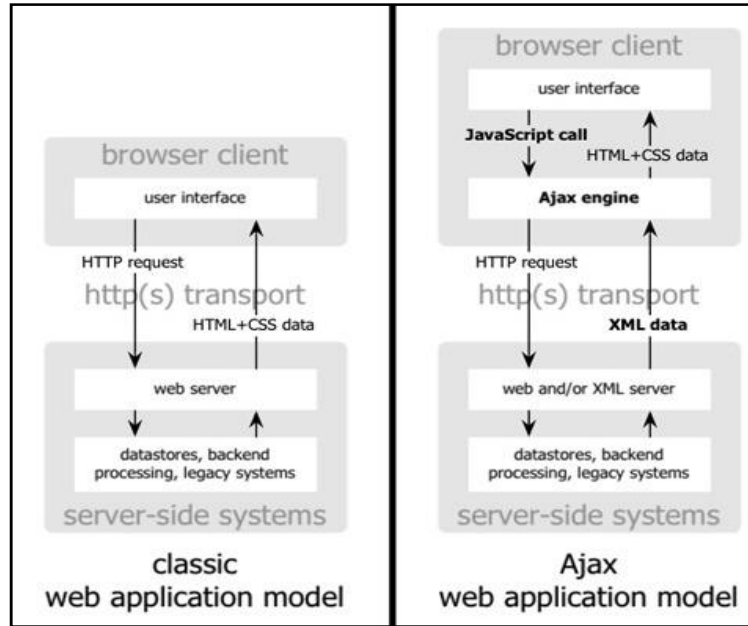 browser client
user interface
HTTP request
http(s) transport
HTML+CSS data
web server
datastores, backend
processing, legacy systems
server-side systems
classic
web application model
browser client
user interface
JavaScript call
HTML+CSS data
Ajax engine
HTTP request
http(s) transport
XML data
web and/or XML server
datastores, backend
processing, legacy systems
server-side systems
Ajax
web application model